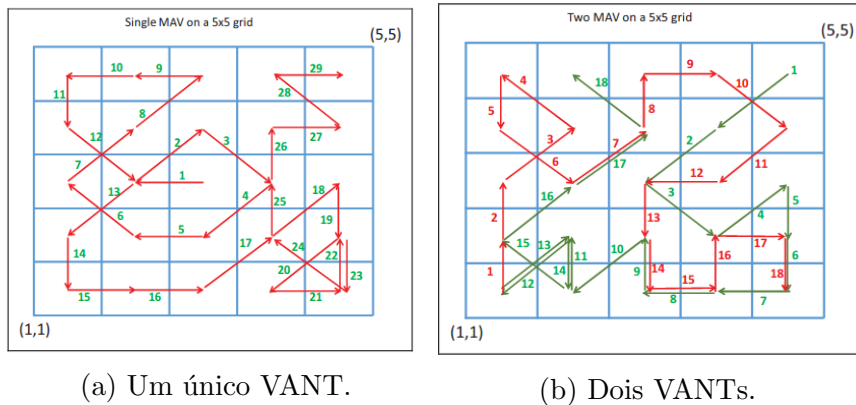 Single MAV on a 5x5 grid
(5,5)
10 9 29
11 8 28
12 2 3 26 27
7 1
13 4 25 18
6 5 19
14 17 24 22
20 23
15 16 21
(1,1)
(a) Um único VANT.
Two MAV on a 5x5 grid
(5,5)
4 18 9 10 1
5 8
3 7 2
6 17 11
12
16 3
2 13 4 5
15 13 10 17
1 14 11 9 14 16 18 6
12 15
8 7
(1,1)
(b) Dois VANTs.